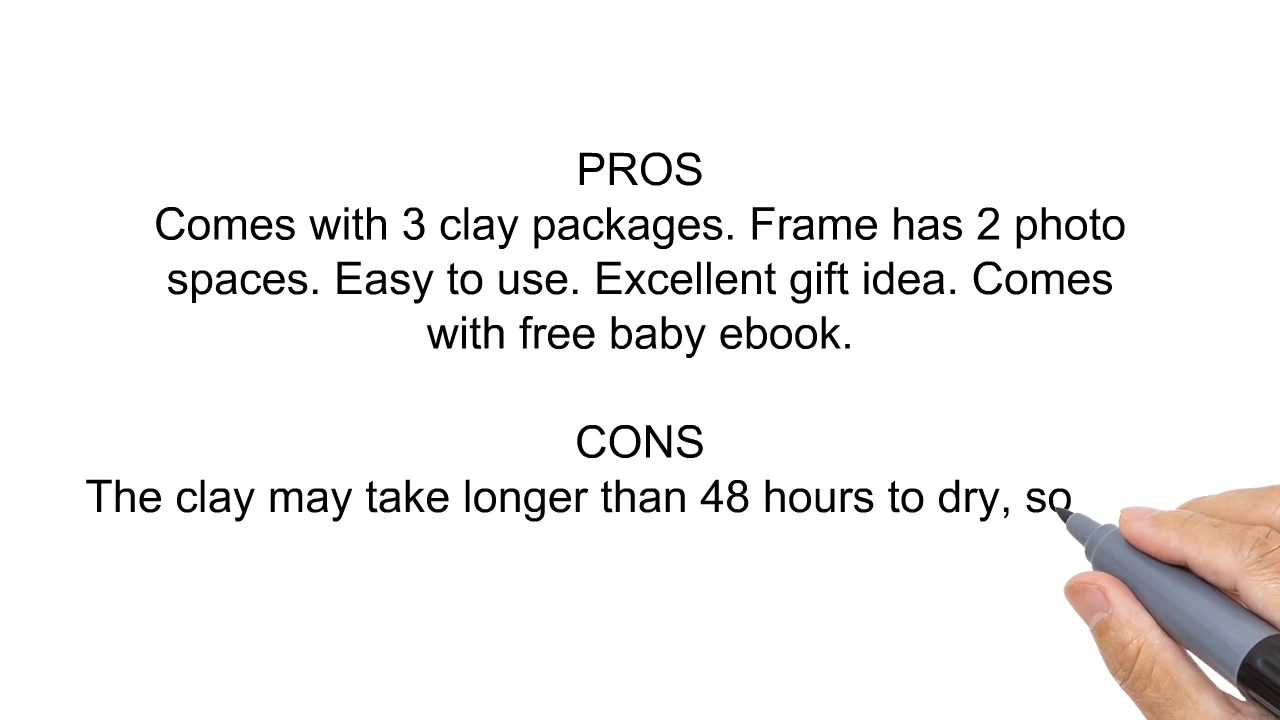 PROS
Comes with 3 clay packages. Frame has 2 photo
spaces. Easy to use. Excellent gift idea. Comes
with free baby ebook.
CONS
The clay may take longer than 48 hours to dry, so